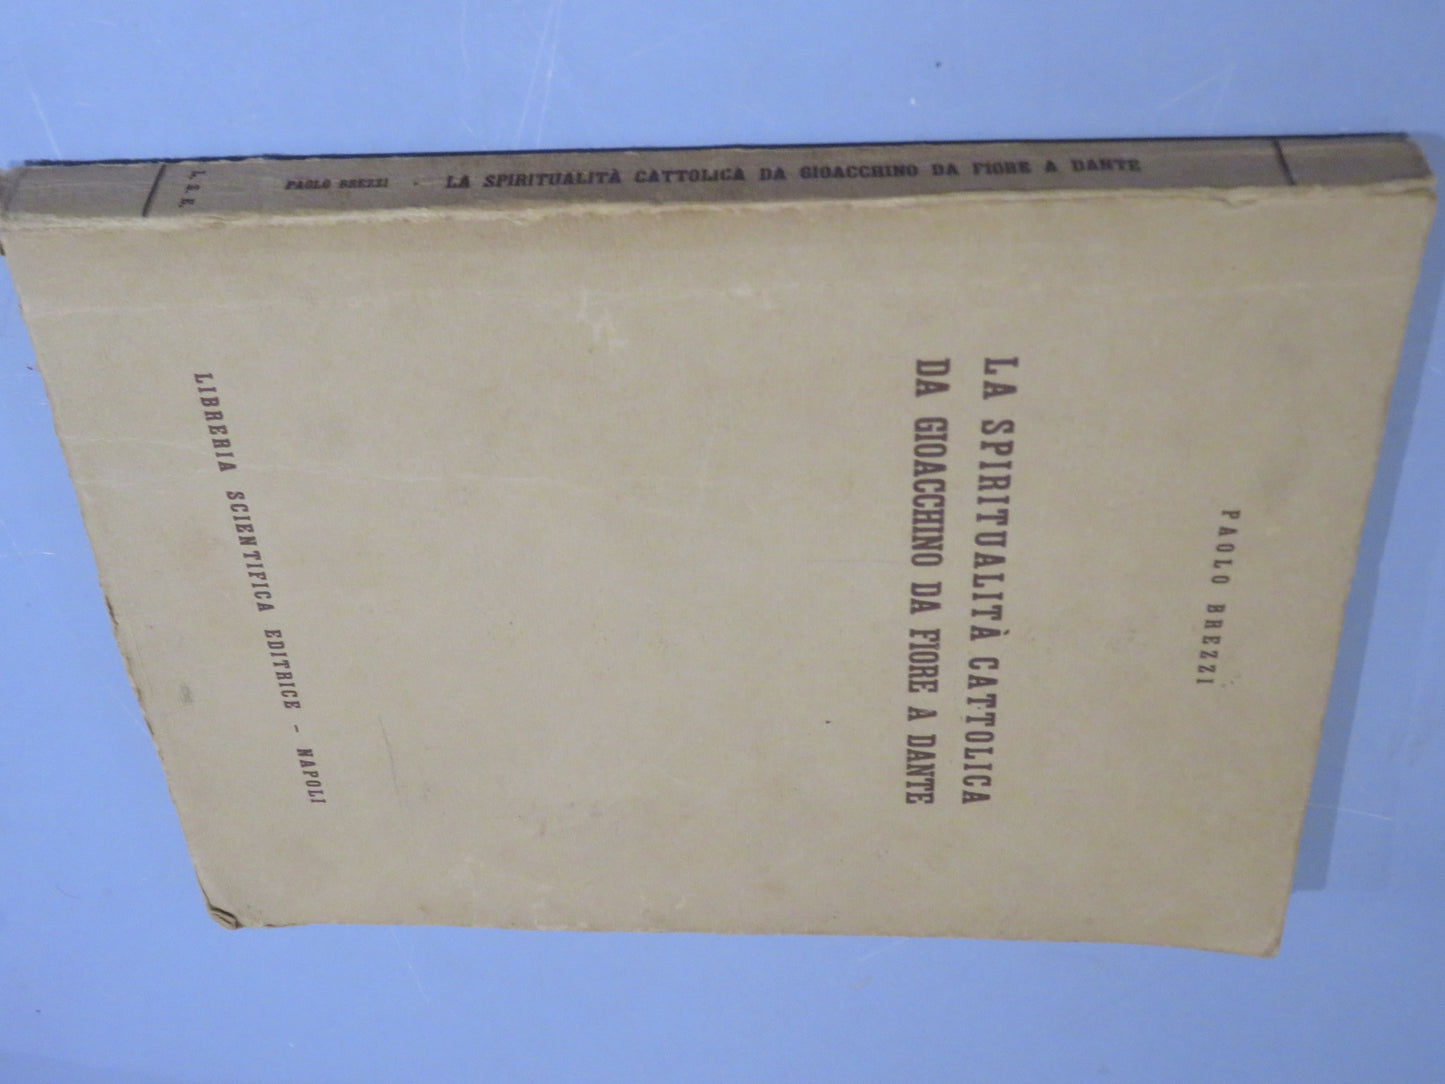 PAOLO BREZZI
LA SPIRITUALITÀ CATTOLICA
DA GIOACCHINO DA FIORE A DANTE
LIBRERIA SCIENTIFICA EDITRICE - NAPOLI
L. S. E.
PAOLO BREZZI - LA SPIRITUALITÀ CATTOLICA DA GIOACCHINO DA FIORE A DANTE